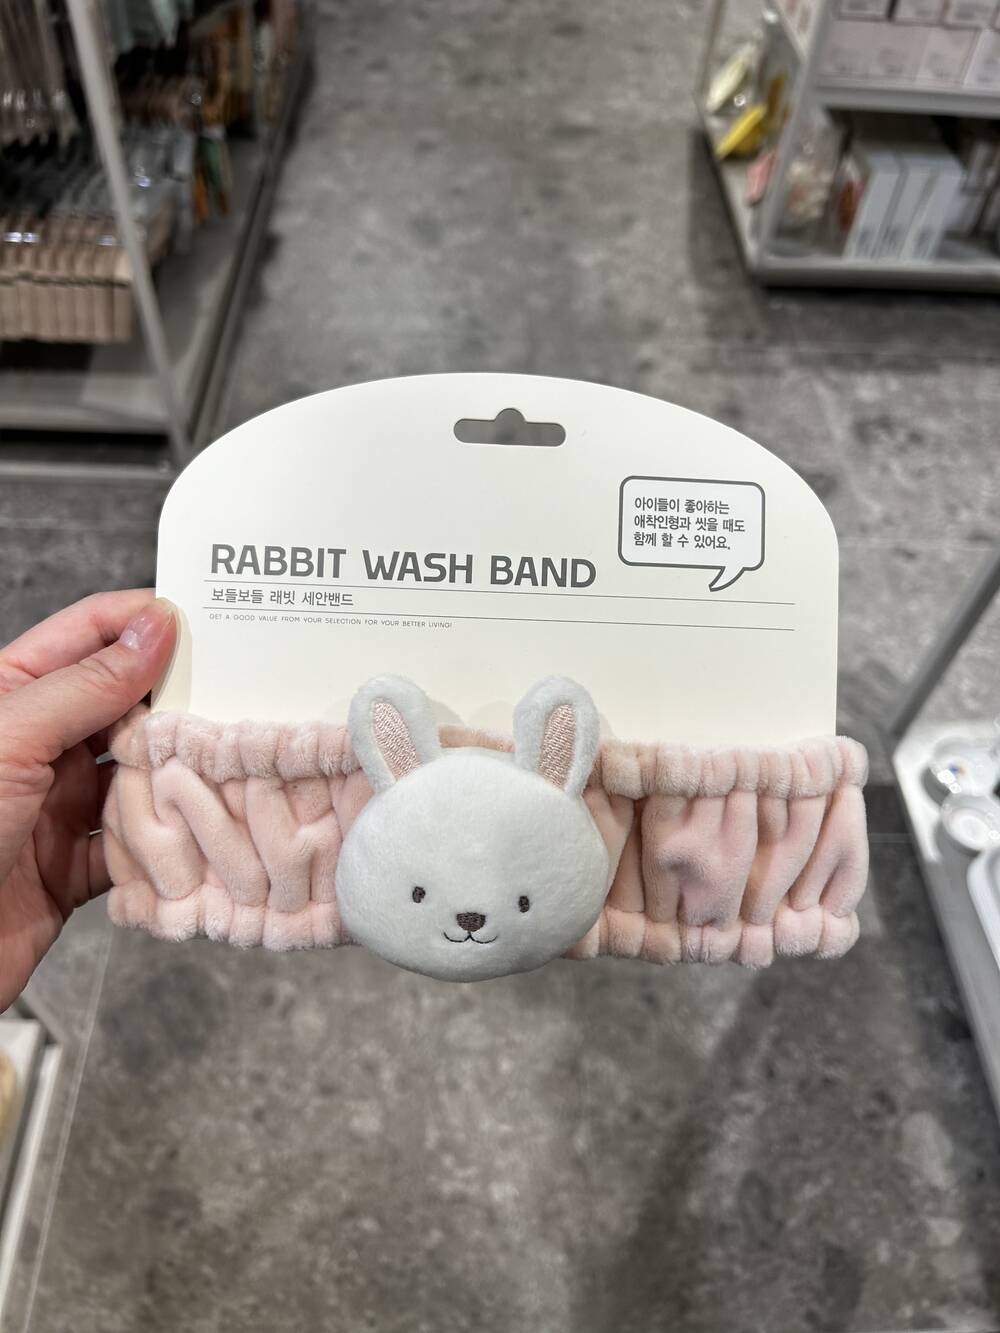 아이들이 좋아하는
애착인형과 씻을 때도
함께 할 수 있어요.
RABBIT WASH BAND
보들보들 래빗 세안밴드
GET A GOOD VALUE FROM YOUR SELECTION FOR YOUR BETTER LIVING!